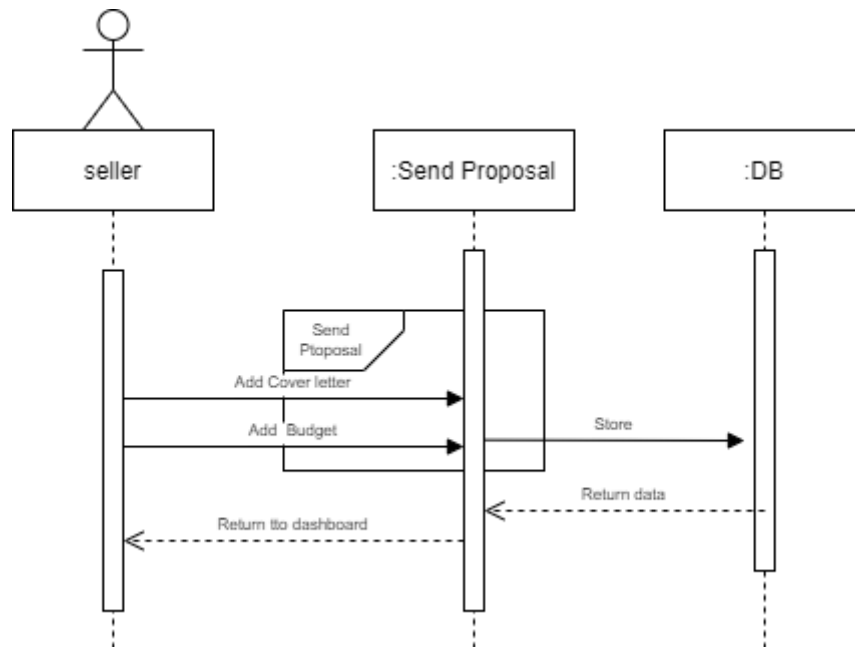 seller
:Send Proposal
:DB
Send
Ptoposal
Add Cover letter
Add Budget
Store
Return data
Return tto dashboard